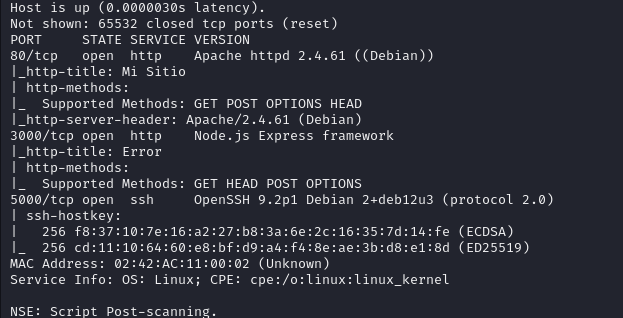 Host is up (0.0000030s latency).
Not shown: 65532 closed tcp ports (reset)
PORT     STATE SERVICE VERSION
80/tcp   open  http    Apache httpd 2.4.61 ((Debian))
|_http-title: Mi Sitio
| http-methods:
|_  Supported Methods: GET POST OPTIONS HEAD
|_http-server-header: Apache/2.4.61 (Debian)
3000/tcp open  http    Node.js Express framework
|_http-title: Error
| http-methods:
|_  Supported Methods: GET HEAD POST OPTIONS
5000/tcp open  ssh     OpenSSH 9.2p1 Debian 2+deb12u3 (protocol 2.0)
| ssh-hostkey:
|   256 f8:37:10:7e:16:a2:27:b8:3a:6e:2c:16:35:7d:14:fe (ECDSA)
|_  256 cd:11:10:64:60:e8:bf:d9:a4:f4:8e:ae:3b:d8:e1:8d (ED25519)
MAC Address: 02:42:AC:11:00:02 (Unknown)
Service Info: OS: Linux; CPE: cpe:/o:linux:linux_kernel

NSE: Script Post-scanning.